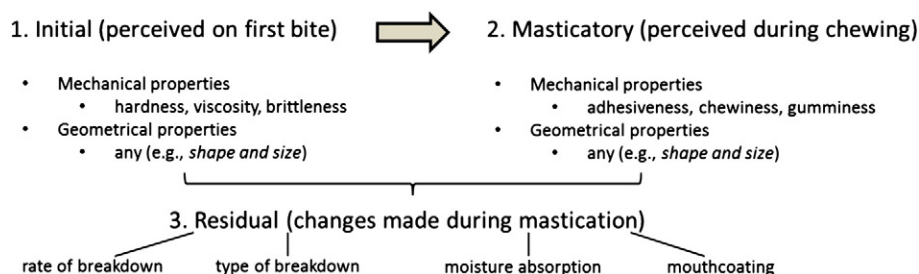 1. Initial (perceived on first bite)
2. Masticatory (perceived during chewing)
• Mechanical properties
• hardness, viscosity, brittleness
• Geometrical properties
• any (e.g., shape and size)
• Mechanical properties
• adhesiveness, chewiness, gumminess
• Geometrical properties
• any (e.g., shape and size)
3. Residual (changes made during mastication)
rate of breakdown
type of breakdown
moisture absorption
mouthcoating